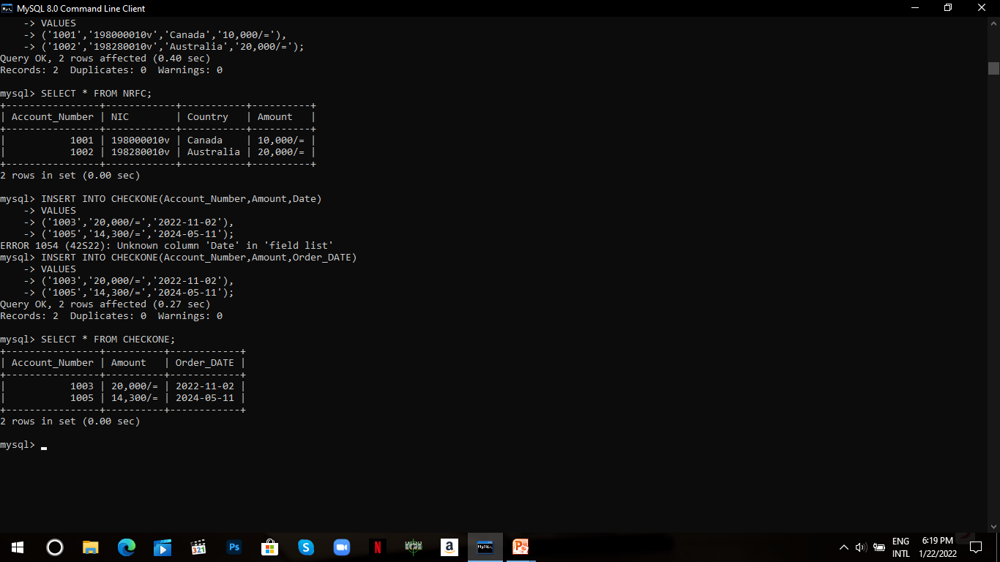 MySQL 8.0 Command Line Client
    -> VALUES
    -> ('1001','198000010v','Canada','10,000/='),
    -> ('1002','198280010v','Australia','20,000/=');
Query OK, 2 rows affected (0.40 sec)
Records: 2  Duplicates: 0  Warnings: 0
mysql> SELECT * FROM NRFC;
+----------------+------------+-----------+----------+
| Account_Number | NIC        | Country   | Amount   |
+----------------+------------+-----------+----------+
|           1001 | 198000010v | Canada    | 10,000/= |
|           1002 | 198280010v | Australia | 20,000/= |
+----------------+------------+-----------+----------+
2 rows in set (0.00 sec)
mysql> INSERT INTO CHECKONE(Account_Number,Amount,Date)
    -> VALUES
    -> ('1003','20,000/=','2022-11-02'),
    -> ('1005','14,300/=','2024-05-11');
ERROR 1054 (42S22): Unknown column 'Date' in 'field list'
mysql> INSERT INTO CHECKONE(Account_Number,Amount,Order_DATE)
    -> VALUES
    -> ('1003','20,000/=','2022-11-02'),
    -> ('1005','14,300/=','2024-05-11');
Query OK, 2 rows affected (0.27 sec)
Records: 2  Duplicates: 0  Warnings: 0
mysql> SELECT * FROM CHECKONE;
+----------------+----------+------------+
| Account_Number | Amount   | Order_DATE |
+----------------+----------+------------+
|           1003 | 20,000/= | 2022-11-02 |
|           1005 | 14,300/= | 2024-05-11 |
+----------------+----------+------------+
2 rows in set (0.00 sec)
mysql>
321
Ps
S
N
a
MySQL
P
ENG
INTL
6:19 PM
1/22/2022